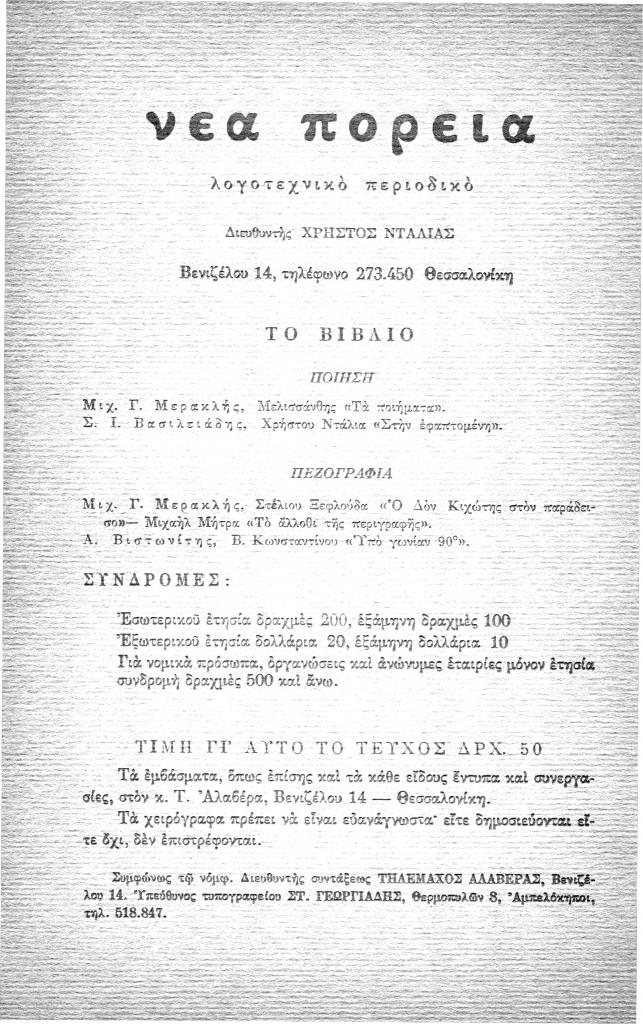 νεα πορεια
λογοτεχνικὸ περιοδικὸ
Διευθυντὴς ΧΡΗΣΤΟΣ ΝΤΑΛΙΑΣ
Βενιζέλου 14, τηλέφωνο 273.450 Θεσσαλονίκη
ΤΟ ΒΙΒΛΙΟ
ΠΟΙΗΣΗ
Μιχ. Γ. Μερακλής, Μελισσάνθης «Τὰ ποιήματα».
Σ. Ι. Βασιλειάδης, Χρήστου Ντάλια «Στὴν ἐφαπτομένη».
ΠΕΖΟΓΡΑΦΙΑ
Μιχ. Γ. Μερακλής, Στέλιου Ξεφλούδα «Ὁ Δὸν Κιχώτης στὸν παράδει-
σο»— Μιχαὴλ Μήτρα «Τὸ ἄλλοθι τῆς περιγραφῆς».
Α. Βιστωνίτης, Β. Κωνσταντίνου «Ὑπὸ γωνίαν 90°».
ΣΥΝΔΡΟΜΕΣ:
Ἐσωτερικοῦ ἐτησία δραχμὲς 200, ἑξάμηνη δραχμὲς 100
Ἐξωτερικοῦ ἐτησία δολλάρια 20, ἑξάμηνη δολλάρια 10
Γιὰ νομικὰ πρόσωπα, ὀργανώσεις καὶ ἀνώνυμες ἑταιρίες μόνον ἐτησία
συνδρομὴ δραχμὲς 500 καὶ ἄνω.
ΤΙΜΗ ΓΙ' ΑΥΤΟ ΤΟ ΤΕΥΧΟΣ ΔΡΧ. 50
Τὰ ἐμβάσματα, ὅπως ἐπίσης καὶ τὰ κάθε εἴδους ἔντυπα καὶ συνεργα-
σίες, στὸν κ. Τ. Ἀλαβέρα, Βενιζέλου 14 — Θεσσαλονίκη.
Τὰ χειρόγραφα πρέπει νὰ εἶναι εὐανάγνωστα· εἴτε δημοσιεύονται εἴ-
τε ὄχι, δὲν ἐπιστρέφονται.
Συμφώνως τῷ νόμῳ. Διευθυντὴς συντάξεως ΤΗΛΕΜΑΧΟΣ ΑΛΑΒΕΡΑΣ, Βενιζέ-
λου 14. Ὑπεύθυνος τυπογραφείου ΣΤ. ΓΕΩΡΓΙΑΔΗΣ, Θερμοπυλῶν 8, Ἀμπελόκηποι,
τηλ. 518.847.